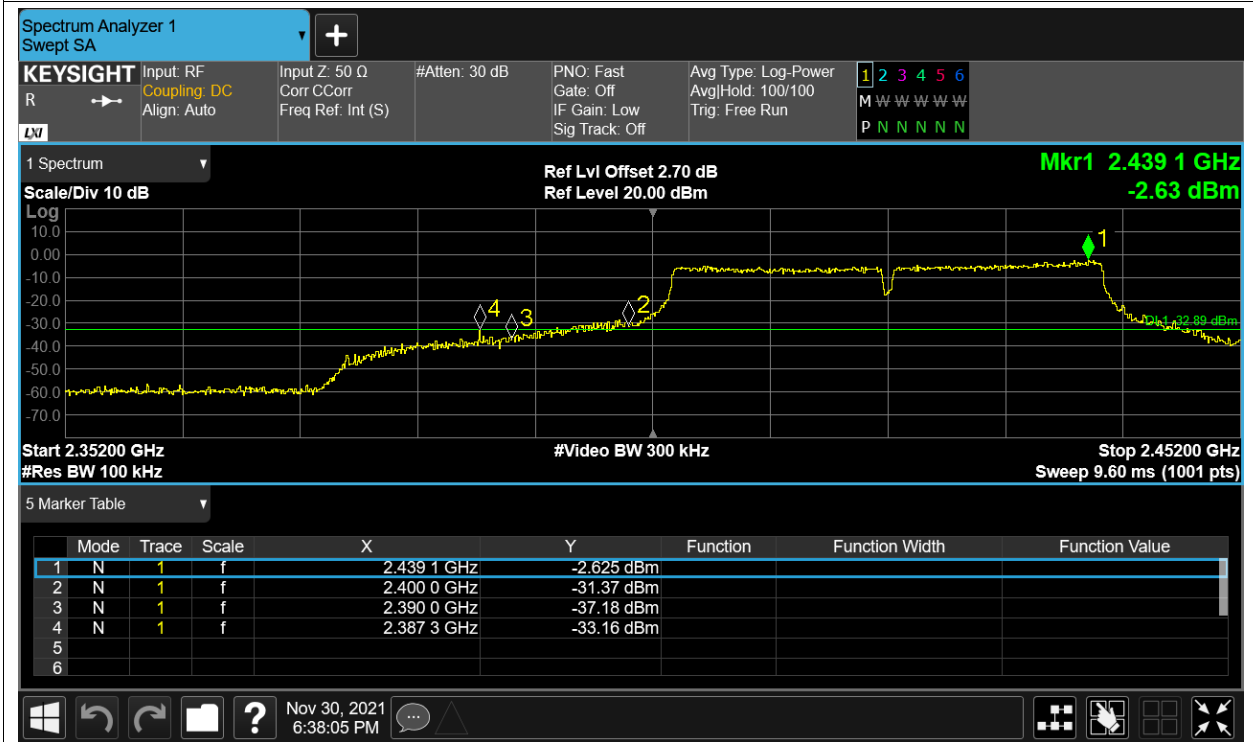 Spectrum Analyzer 1
Swept SA
KEYSIGHT Input: RF Input Z: 50 Ω #Atten: 30 dB PNO: Fast Avg Type: Log-Power 1 2 3 4 5 6
R Coupling: DC Corr CCorr Gate: Off Avg|Hold: 100/100 M W W W W W
Align: Auto Freq Ref: Int (S) IF Gain: Low Trig: Free Run
LXI Sig Track: Off P N N N N N
1 Spectrum Ref Lvl Offset 2.70 dB Mkr1 2.439 1 GHz
Scale/Div 10 dB Ref Level 20.00 dBm -2.63 dBm
Log
10.0
0.00
-10.0
-20.0
-30.0
-40.0
-50.0
-60.0
-70.0
1
2
3
4
DL1 -32.89 dBm
Start 2.35200 GHz #Video BW 300 kHz Stop 2.45200 GHz
#Res BW 100 kHz Sweep 9.60 ms (1001 pts)
5 Marker Table
Mode Trace Scale X Y Function Function Width Function Value
1 N 1 f 2.439 1 GHz -2.625 dBm
2 N 1 f 2.400 0 GHz -31.37 dBm
3 N 1 f 2.390 0 GHz -37.18 dBm
4 N 1 f 2.387 3 GHz -33.16 dBm
5
6
? Nov 30, 2021
6:38:05 PM